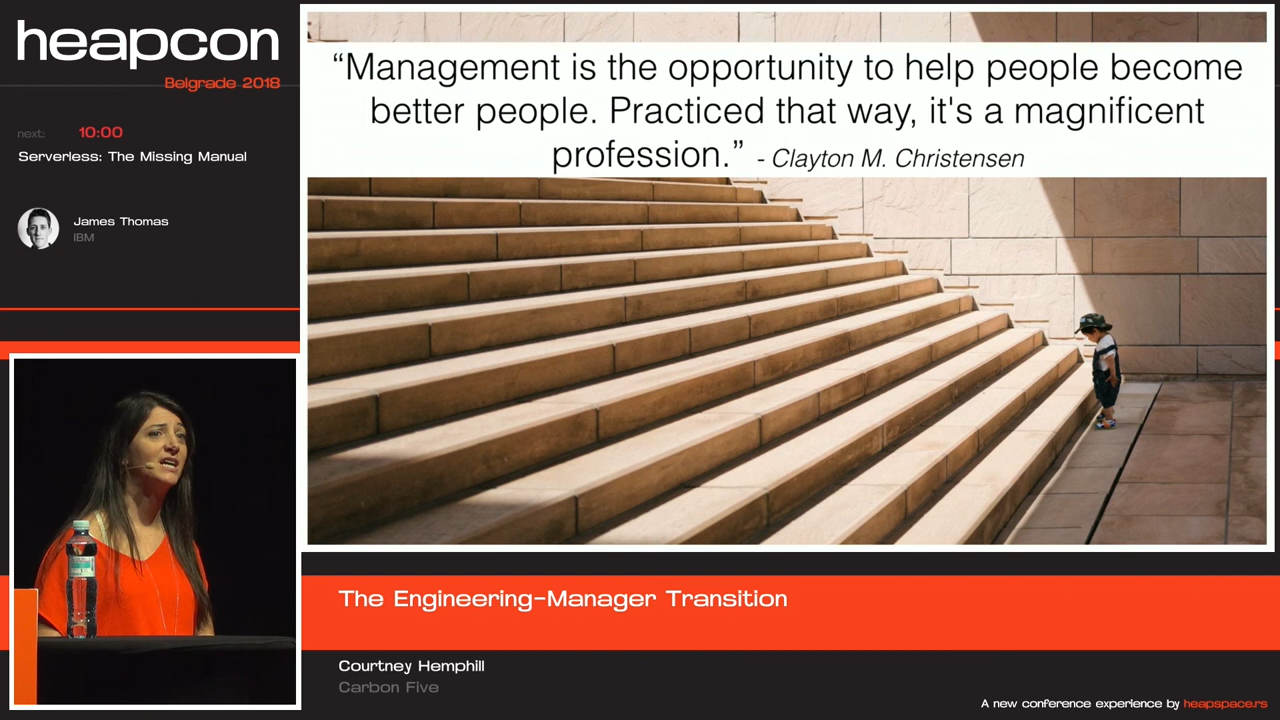 heapcon
Belgrade 2018
next: 10:00
Serverless: The Missing Manual
James Thomas
IBM
“Management is the opportunity to help people become
better people. Practiced that way, it's a magnificent
profession.” - Clayton M. Christensen
The Engineering-Manager Transition
Courtney Hemphill
Carbon Five
A new conference experience by heapspace.rs